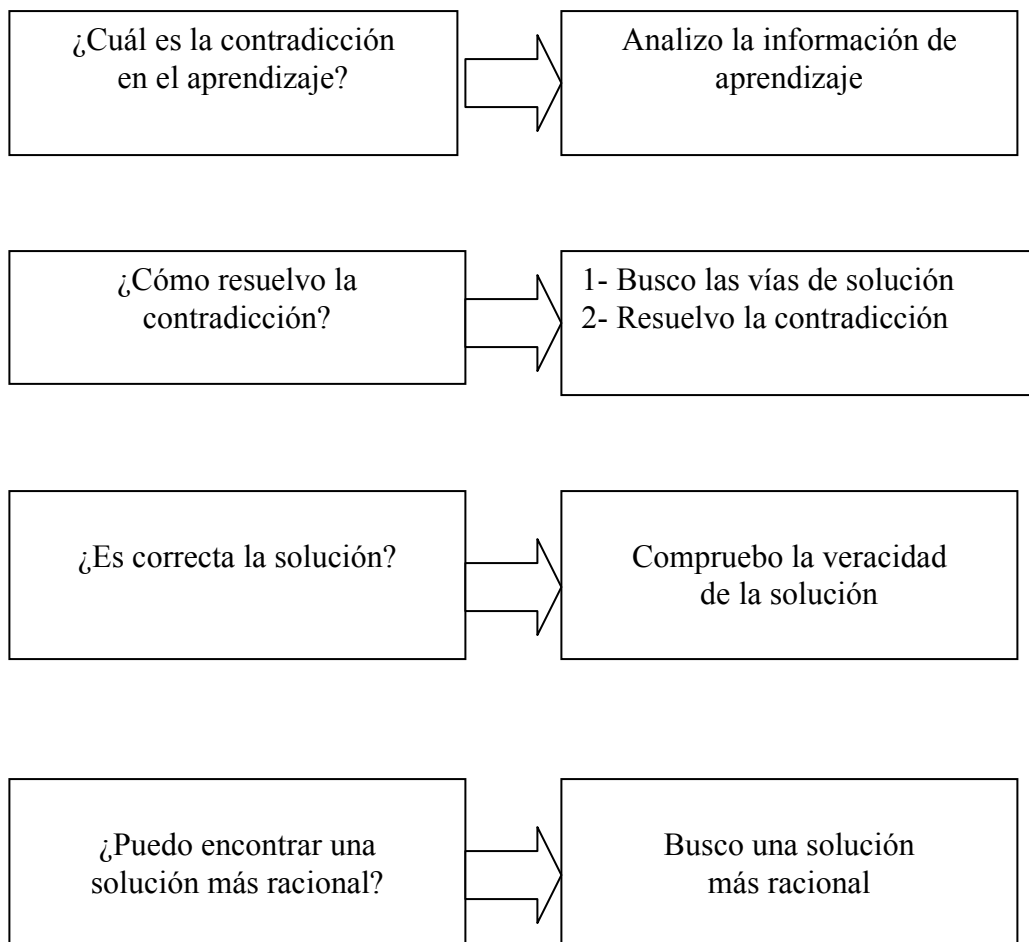 ¿Cuál es la contradicción
en el aprendizaje?
Analizo la información de
aprendizaje
¿Cómo resuelvo la
contradicción?
1- Busco las vías de solución
2- Resuelvo la contradicción
¿Es correcta la solución?
Compruebo la veracidad
de la solución
¿Puedo encontrar una
solución más racional?
Busco una solución
más racional